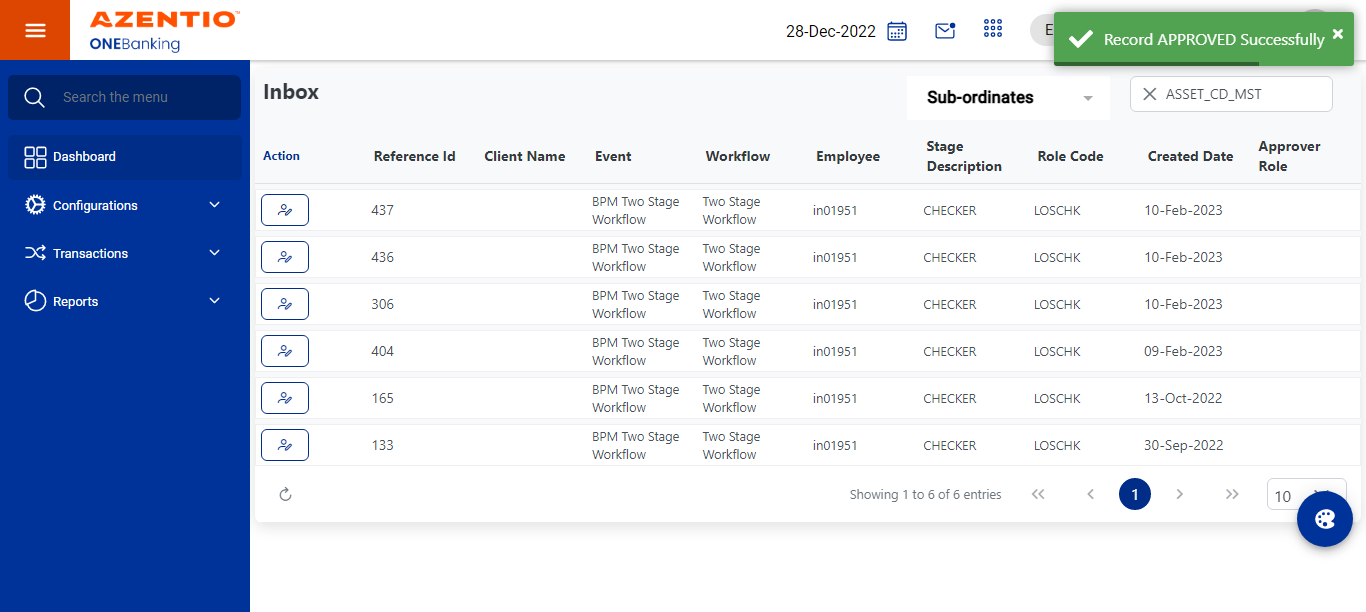 AZENTIO™
ONEBanking
28-Dec-2022
E
Record APPROVED Successfully
Search the menu
Dashboard
Configurations
Transactions
Reports
Inbox
Sub-ordinates
ASSET_CD_MST
Action Reference Id Client Name Event Workflow Employee Stage Description Role Code Created Date Approver Role
437 BPM Two Stage Workflow Two Stage Workflow in01951 CHECKER LOSCHK 10-Feb-2023
436 BPM Two Stage Workflow Two Stage Workflow in01951 CHECKER LOSCHK 10-Feb-2023
306 BPM Two Stage Workflow Two Stage Workflow in01951 CHECKER LOSCHK 10-Feb-2023
404 BPM Two Stage Workflow Two Stage Workflow in01951 CHECKER LOSCHK 09-Feb-2023
165 BPM Two Stage Workflow Two Stage Workflow in01951 CHECKER LOSCHK 13-Oct-2022
133 BPM Two Stage Workflow Two Stage Workflow in01951 CHECKER LOSCHK 30-Sep-2022
Showing 1 to 6 of 6 entries
1
10